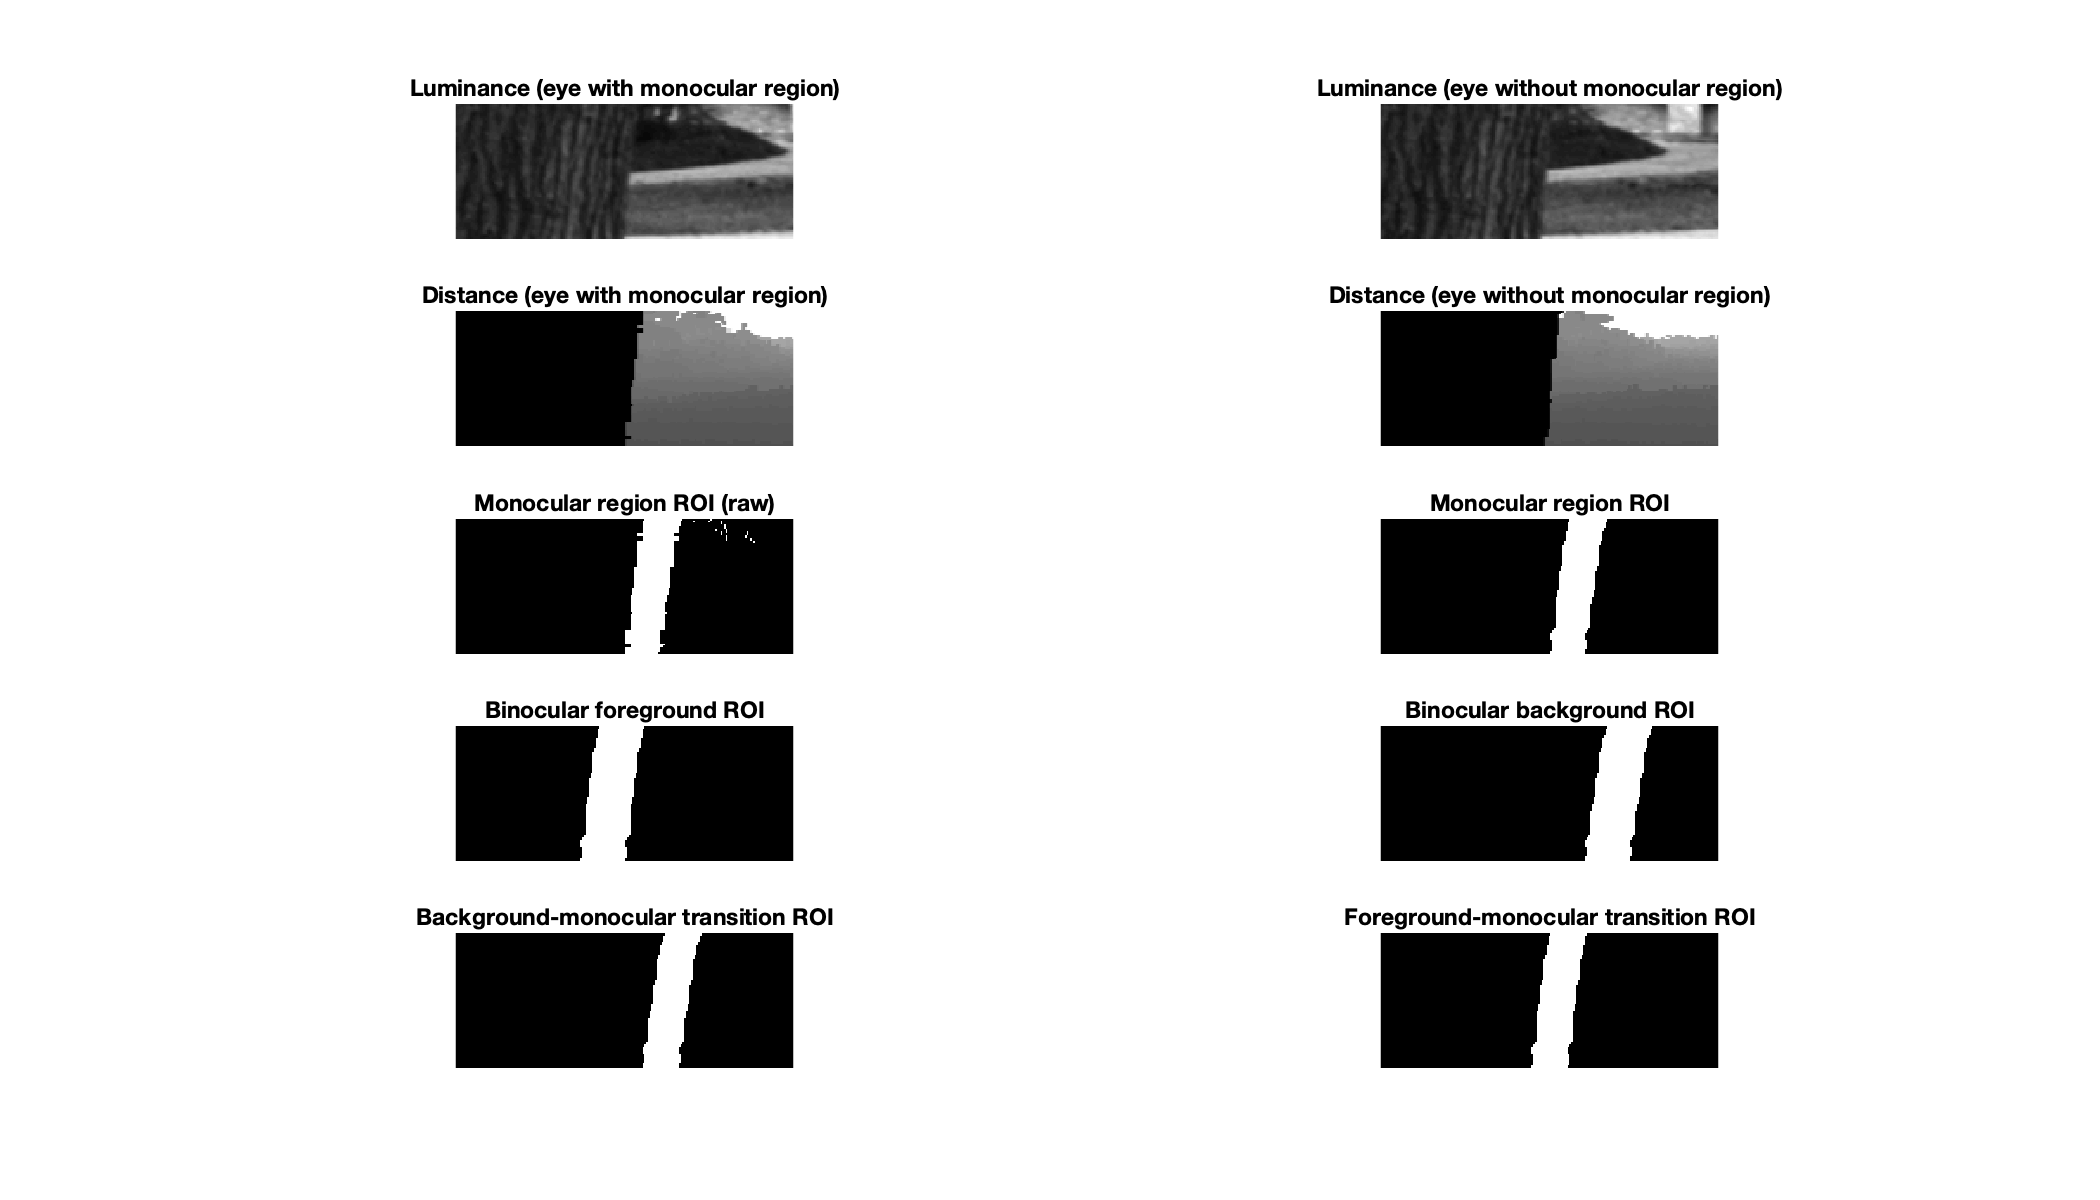 Luminance (eye with monocular region)
Luminance (eye without monocular region)
Distance (eye with monocular region)
Distance (eye without monocular region)
Monocular region ROI (raw)
Monocular region ROI
Binocular foreground ROI
Binocular background ROI
Background-monocular transition ROI
Foreground-monocular transition ROI